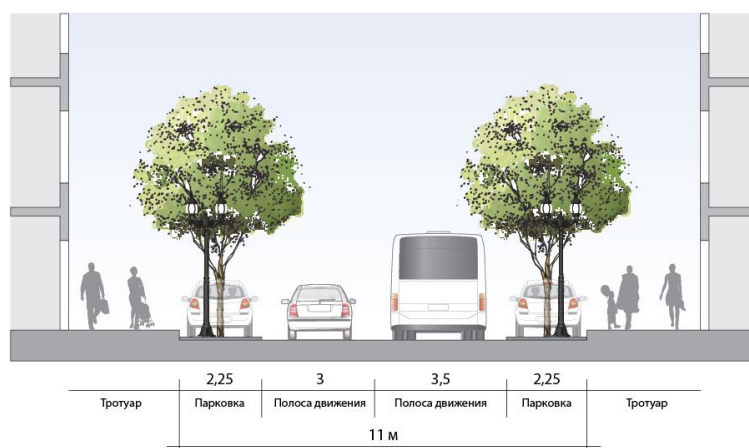 2,25 3 3,5 2,25
Тротуар Парковка Полоса движения Полоса движения Парковка Тротуар
11 м